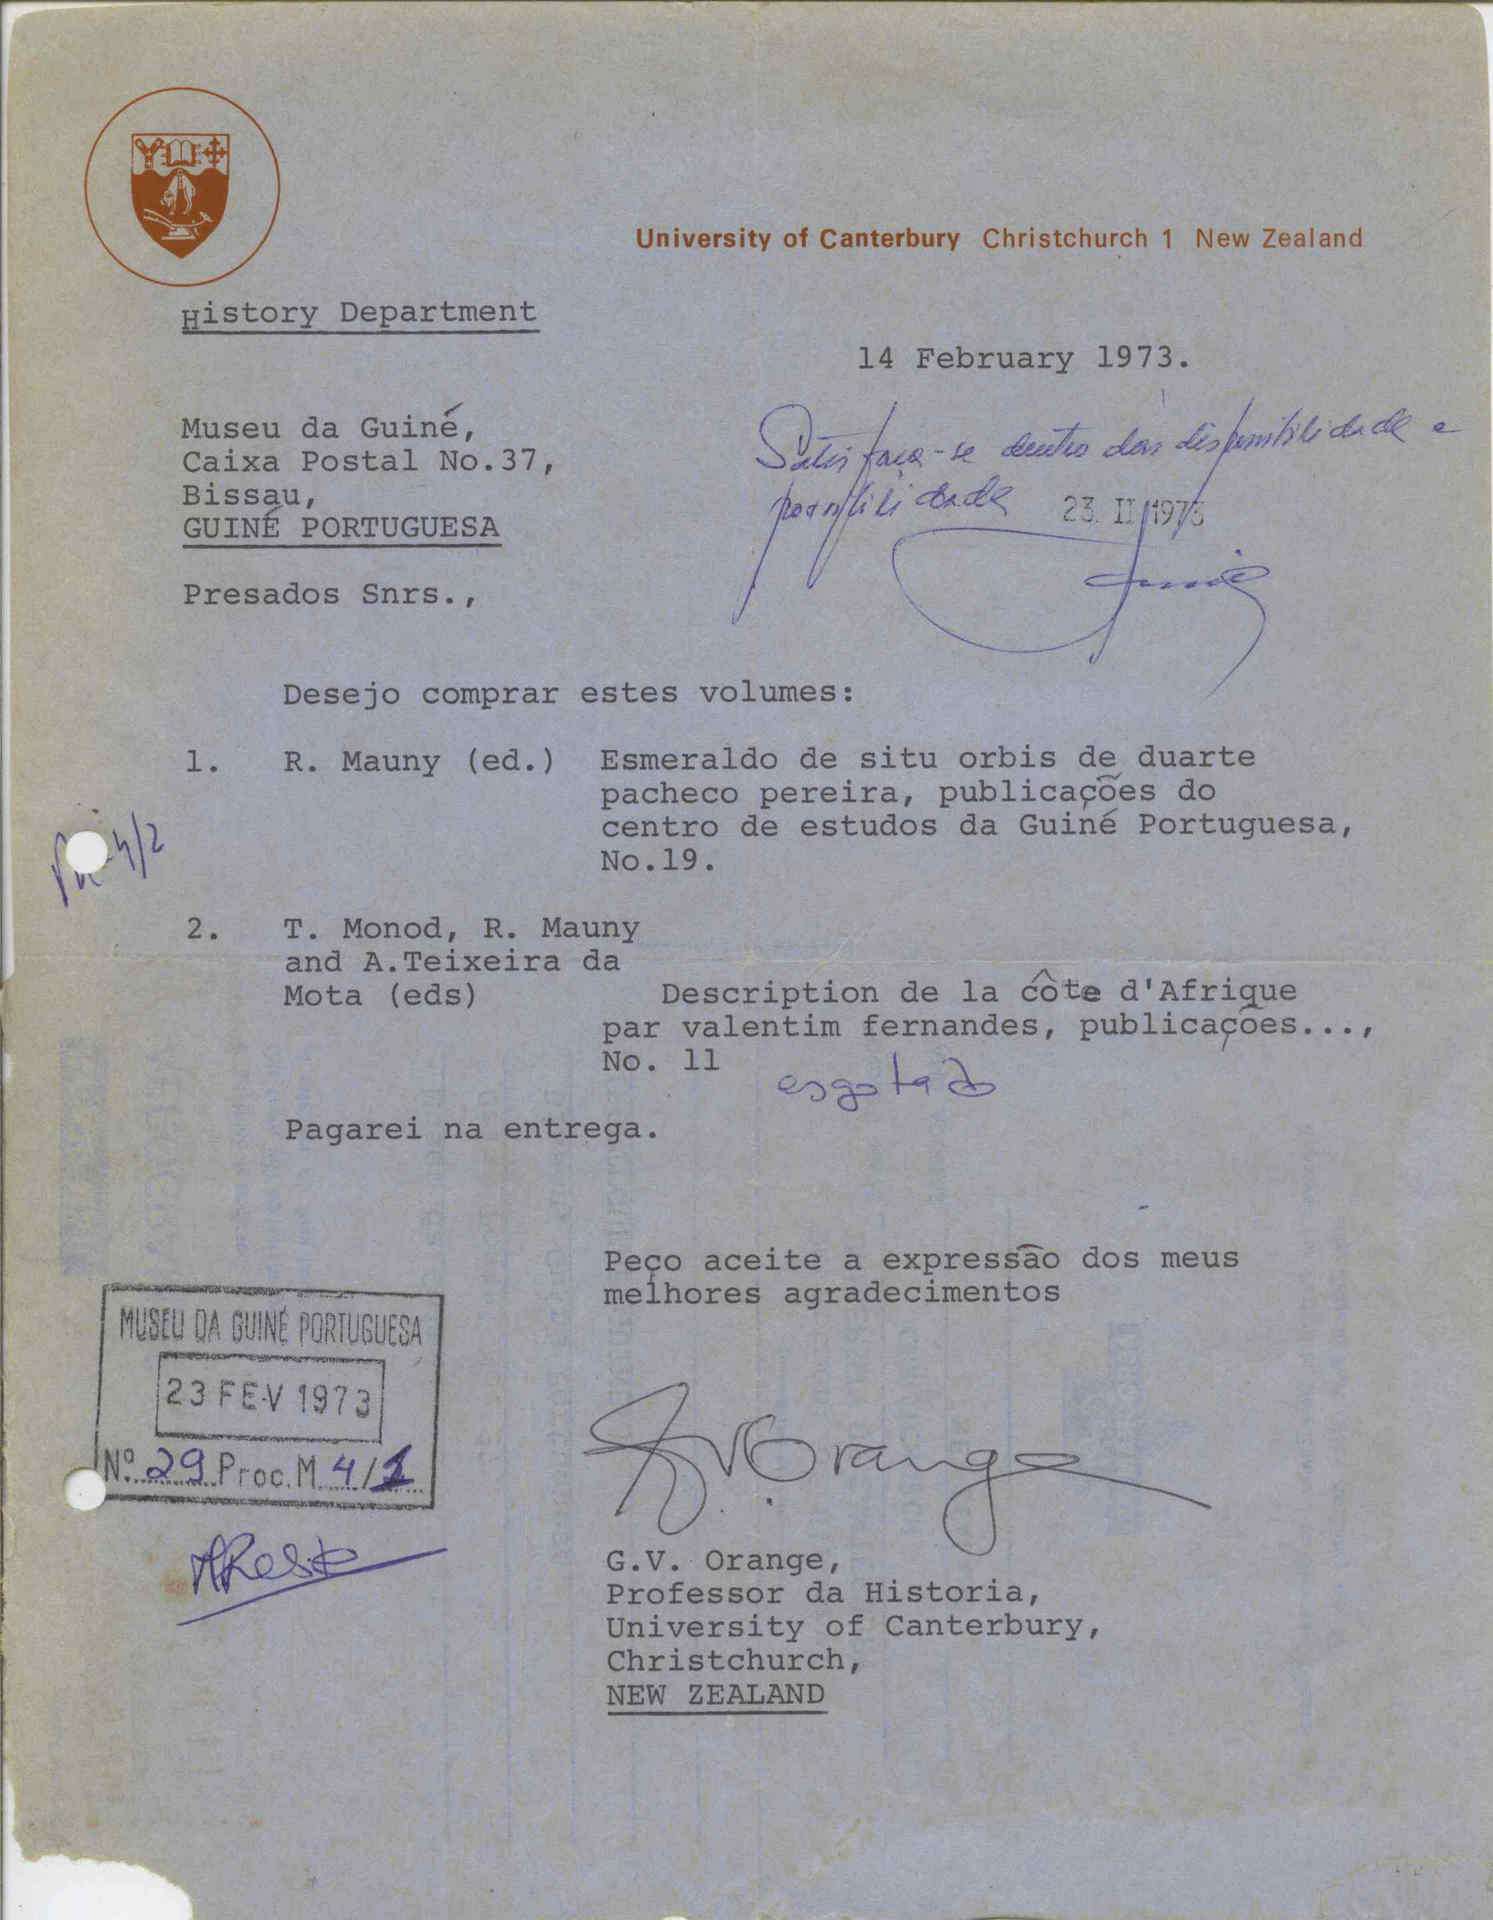 University of Canterbury Christchurch 1 New Zealand
History Department
14 February 1973.
Museu da Guiné,
Caixa Postal No.37,
Bissau,
GUINÉ PORTUGUESA
Satisfaça-se dentro das disponibilidade e
possibilidade
23. II 1973
Presados Snrs.,
Desejo comprar estes volumes:
1. R. Mauny (ed.) Esmeraldo de situ orbis de duarte
pacheco pereira, publicações do
centro de estudos da Guiné Portuguesa,
No.19.
4/2
2. T. Monod, R. Mauny
and A.Teixeira da
Mota (eds) Description de la côte d'Afrique
par valentim fernandes, publicações...,
No. 11
esgotado
Pagarei na entrega.
Peço aceite a expressão dos meus
melhores agradecimentos
MUSEU DA GUINÉ PORTUGUESA
23 FEV 1973
Nº. 29 Proc. M. 4/1
G.V. Orange
G.V. Orange,
Professor da Historia,
University of Canterbury,
Christchurch,
NEW ZEALAND